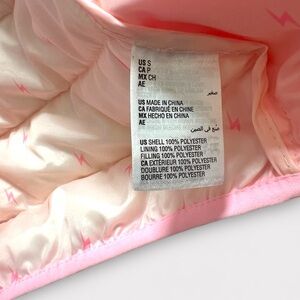 US S
CA P
MX CH
AE
صغير
US MADE IN CHINA
CA FABRIQUÉ EN CHINE
MX HECHO EN CHINA
AE
صنع في الصين
US SHELL 100% POLYESTER
LINING 100% POLYESTER
FILLING 100% POLYESTER
CA EXTÉRIEUR 100% POLYESTER
DOUBLURE 100% POLYESTER
BOURRE 100% POLYESTER